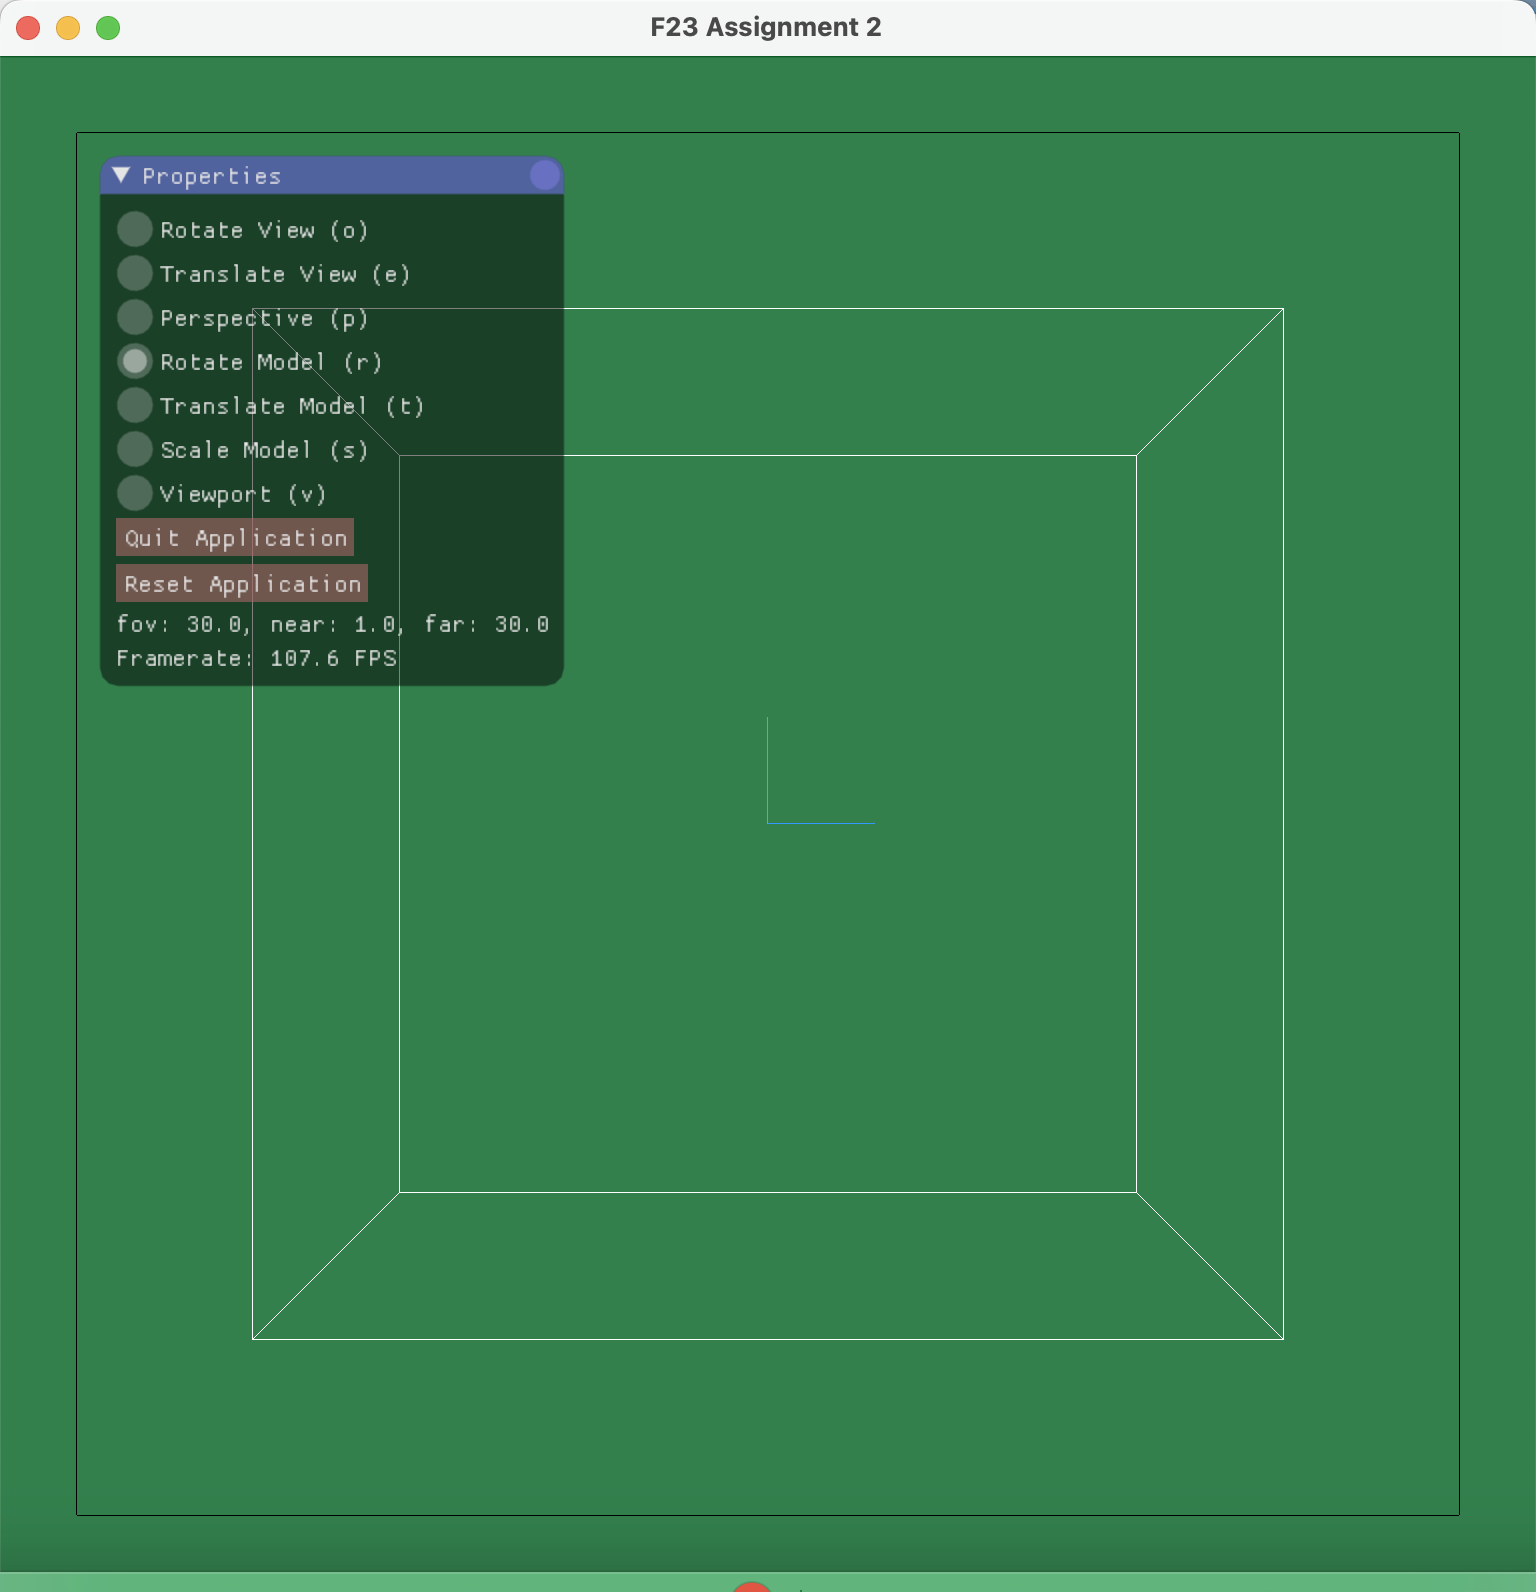 F23 Assignment 2
Properties
Rotate View (o)
Translate View (e)
Perspective (p)
Rotate Model (r)
Translate Model (t)
Scale Model (s)
Viewport (v)
Quit Application
Reset Application
fov: 30.0, near: 1.0, far: 30.0
Framerate: 107.6 FPS